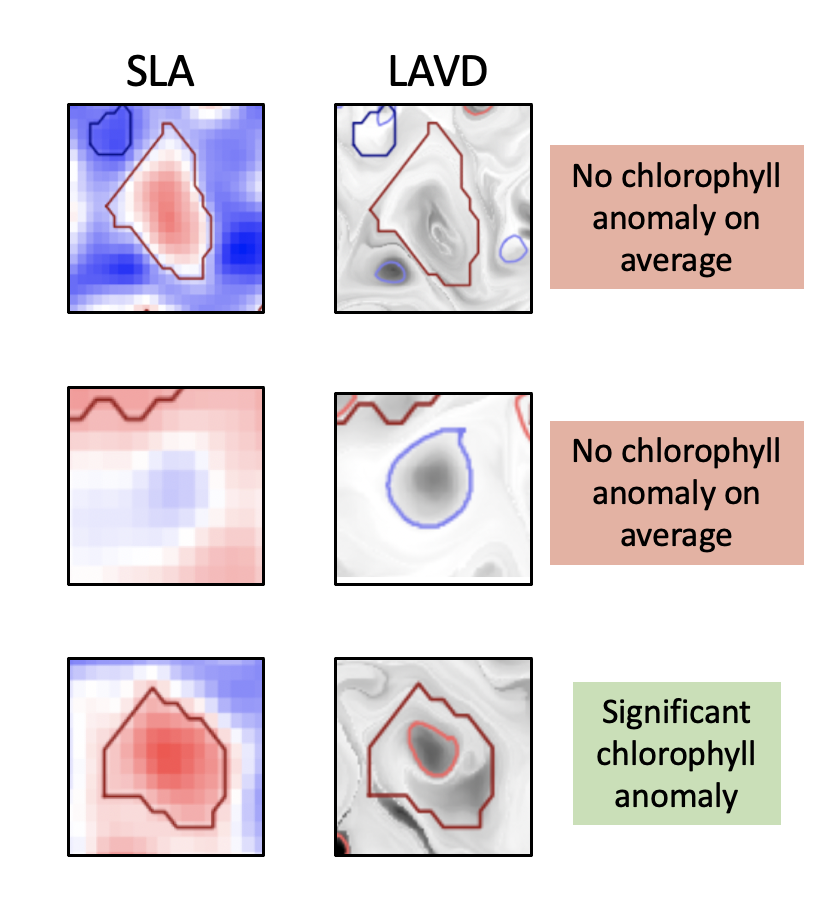 SLA LAVD
No chlorophyll
anomaly on
average
No chlorophyll
anomaly on
average
Significant
chlorophyll
anomaly